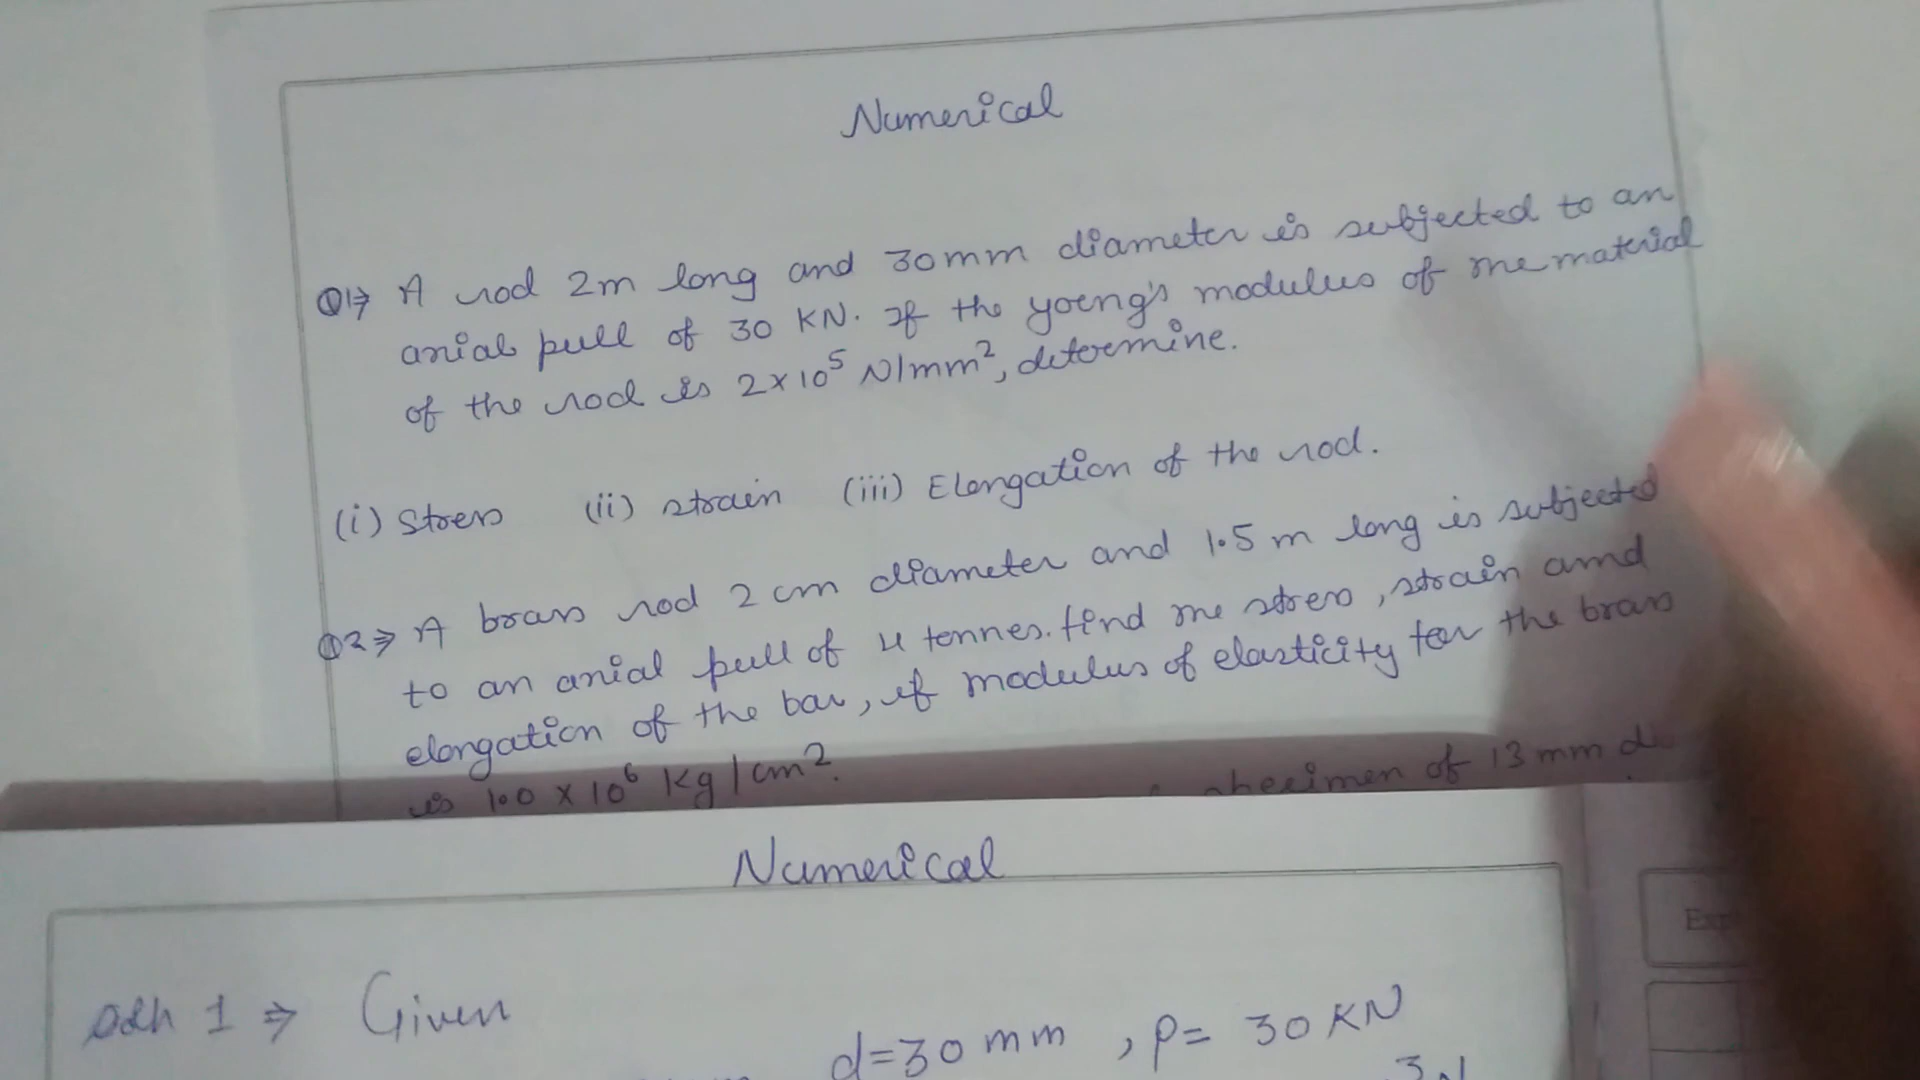 Numerical
Q1⇒ A rod 2m long and 30mm diameter is subjected to an
axial pull of 30 KN. If the young's modulus of the material
of the rod is 2×10⁵ N/mm², determine.
(i) Stress (ii) strain (iii) Elongation of the rod.
Q2⇒ A brass rod 2 cm diameter and 1.5 m long is subjected
to an axial pull of 4 tonnes. find the stress, strain and
elongation of the bar, if modulus of elasticity for the brass
is 1.0 × 10⁶ kg/cm².
specimen of 13 mm
Numerical
Soln 1 ⇒ Given
d=30 mm , P= 30 KN